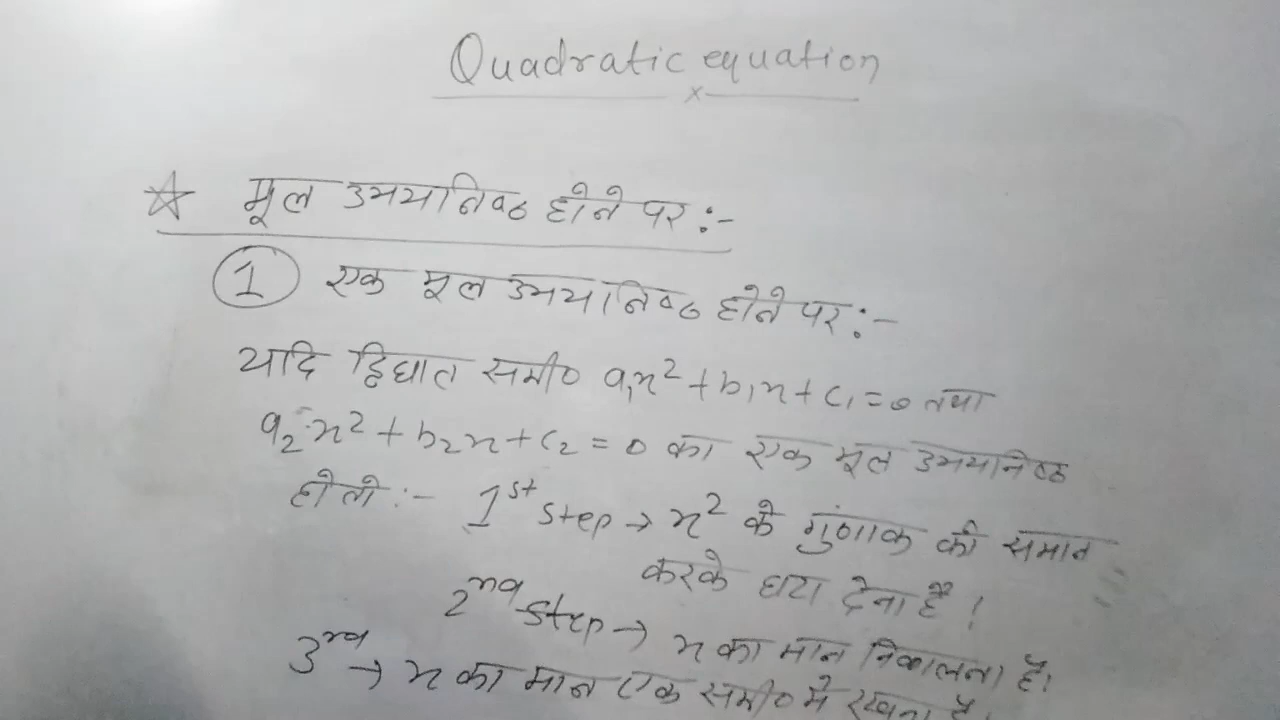 Quadratic equation
☆ मूल उभयनिष्ठ होने पर :-
① एक मूल उभयनिष्ठ होने पर :-
यदि द्विघात समी० a₁x² + b₁x + c₁ = 0 तथा
a₂x² + b₂x + c₂ = 0 का एक मूल उभयनिष्ठ
हो तो :- 1st step → x² के गुंणाक को समान
करके घटा देना है ।
2nd step → x का मान निकालना है।
3rd → x का मान एक समी० मे रखना है।